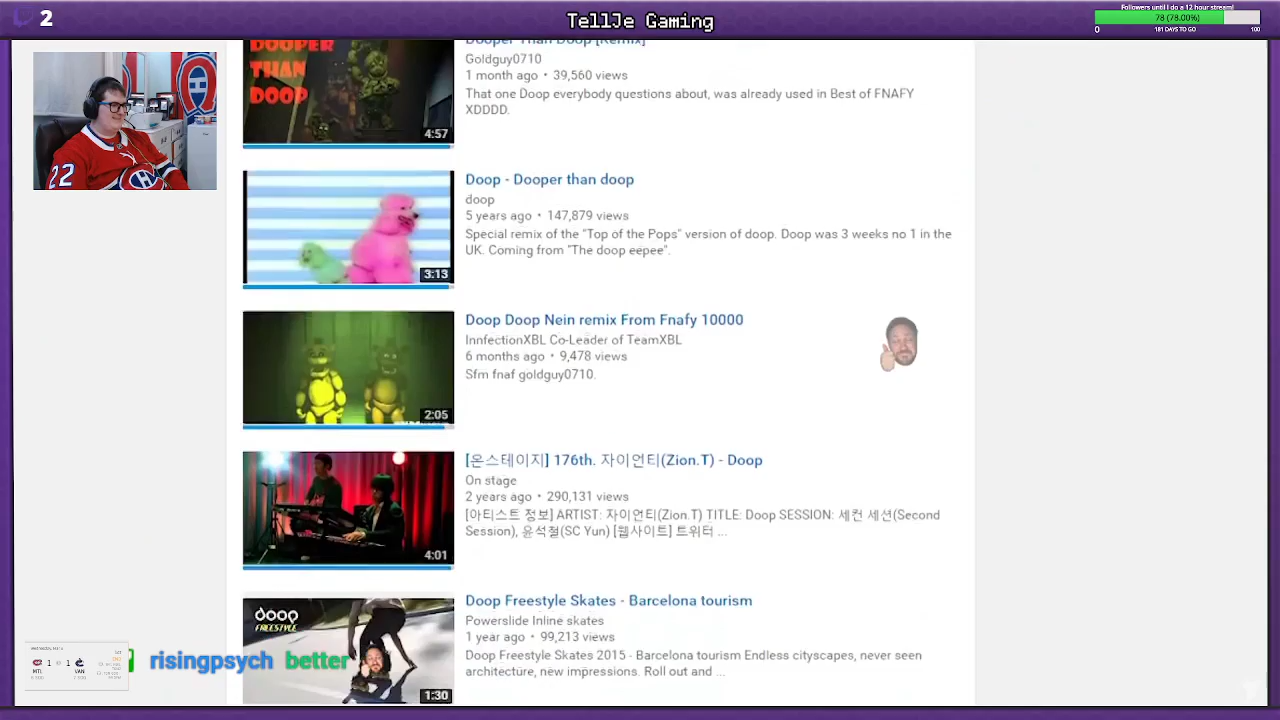 2
TellJe Gaming
Followers until I do a 12 hour stream!
78 (78.00%)
0
181 DAYS TO GO
100
Dooper Than Doop [Remix]
Goldguy0710
1 month ago • 39,560 views
That one Doop everybody questions about, was already used in Best of FNAFY
XDDDD.
DOOPER
THAN
DOOP
4:57
22
Doop - Dooper than doop
doop
5 years ago • 147,879 views
Special remix of the "Top of the Pops" version of doop. Doop was 3 weeks no 1 in the
UK. Coming from "The doop eepee".
3:13
Doop Doop Nein remix From Fnafy 10000
InnfectionXBL Co-Leader of TeamXBL
6 months ago • 9,478 views
Sfm fnaf goldguy0710.
2:05
[온스테이지] 176th. 자이언티(Zion.T) - Doop
On stage
2 years ago • 290,131 views
[아티스트 정보] ARTIST: 자이언티(Zion.T) TITLE: Doop SESSION: 세컨 세션(Second
Session), 윤석철(SC Yun) [웹사이트] 트위터 ...
4:01
Doop Freestyle Skates - Barcelona tourism
Powerslide Inline skates
1 year ago • 99,213 views
Doop Freestyle Skates 2015 - Barcelona tourism Endless cityscapes, never seen
architecture, new impressions. Roll out and ...
doop
FREESTYLE
1:30
1 1
risingpsych better